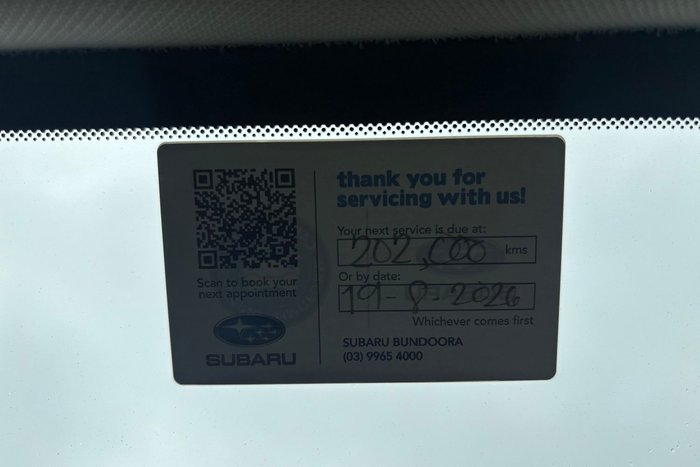 thank you for
servicing with us!
Your next service is due at:
202,000 kms
Or by date:
19-8-2026
Whichever comes first
SUBARU BUNDOORA
(03) 9965 4000
Scan to book your
next appointment
SUBARU